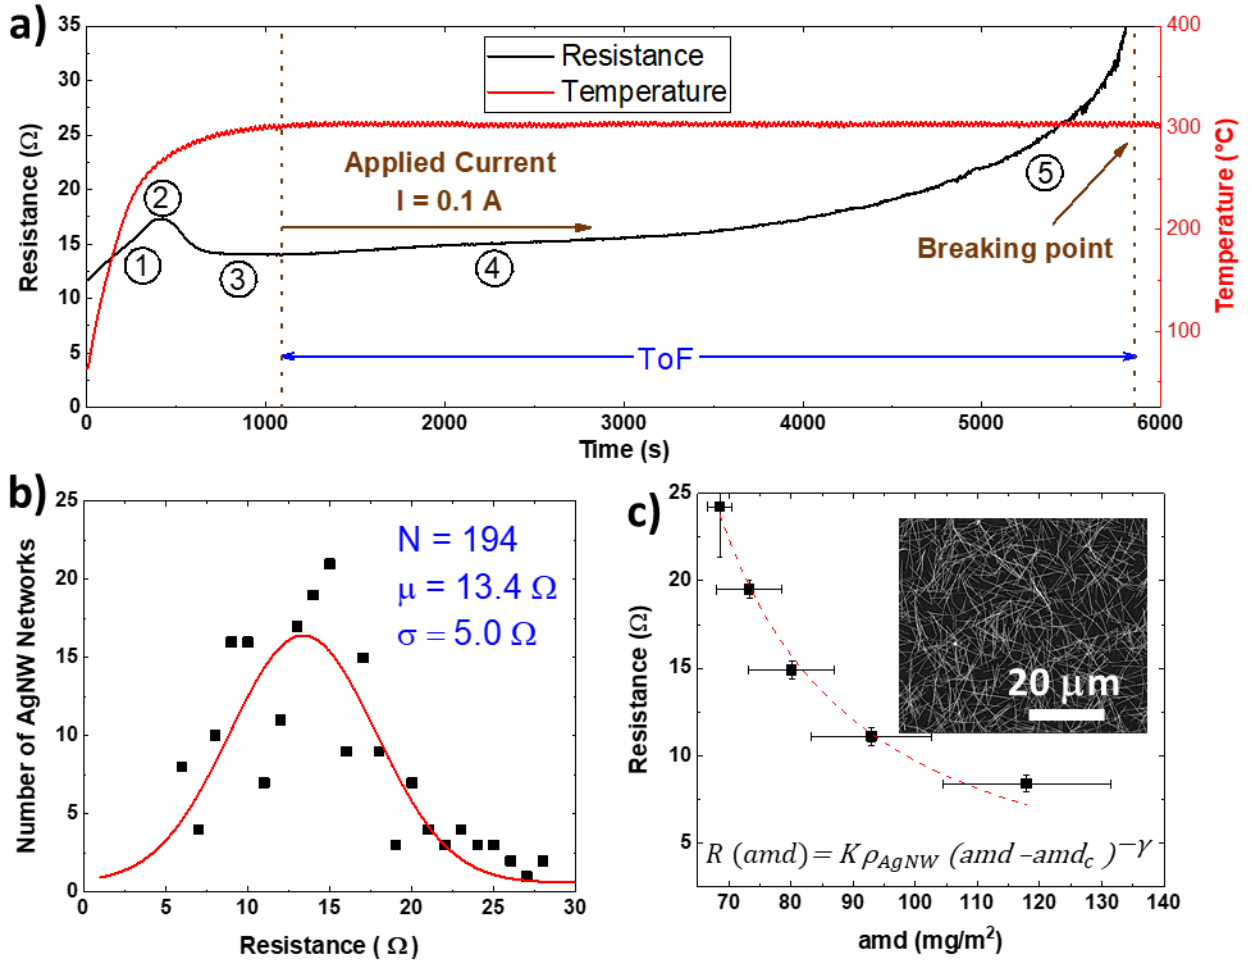 a)
35
30
25
20
15
10
5
0
Resistance (Ω)
Resistance
Temperature
Applied Current
I = 0.1 A
1
2
3
4
5
Breaking point
ToF
400
300
200
100
Temperature (°C)
0 1000 2000 3000 4000 5000 6000
Time (s)
b)
25
20
15
10
5
0
Number of AgNW Networks
N = 194
μ = 13.4 Ω
σ = 5.0 Ω
0 5 10 15 20 25 30
Resistance ( Ω)
c)
25
20
15
10
5
Resistance (Ω)
20 μm
R (amd) = Kρ_AgNW (amd – amd_c )^–γ
70 80 90 100 110 120 130 140
amd (mg/m²)